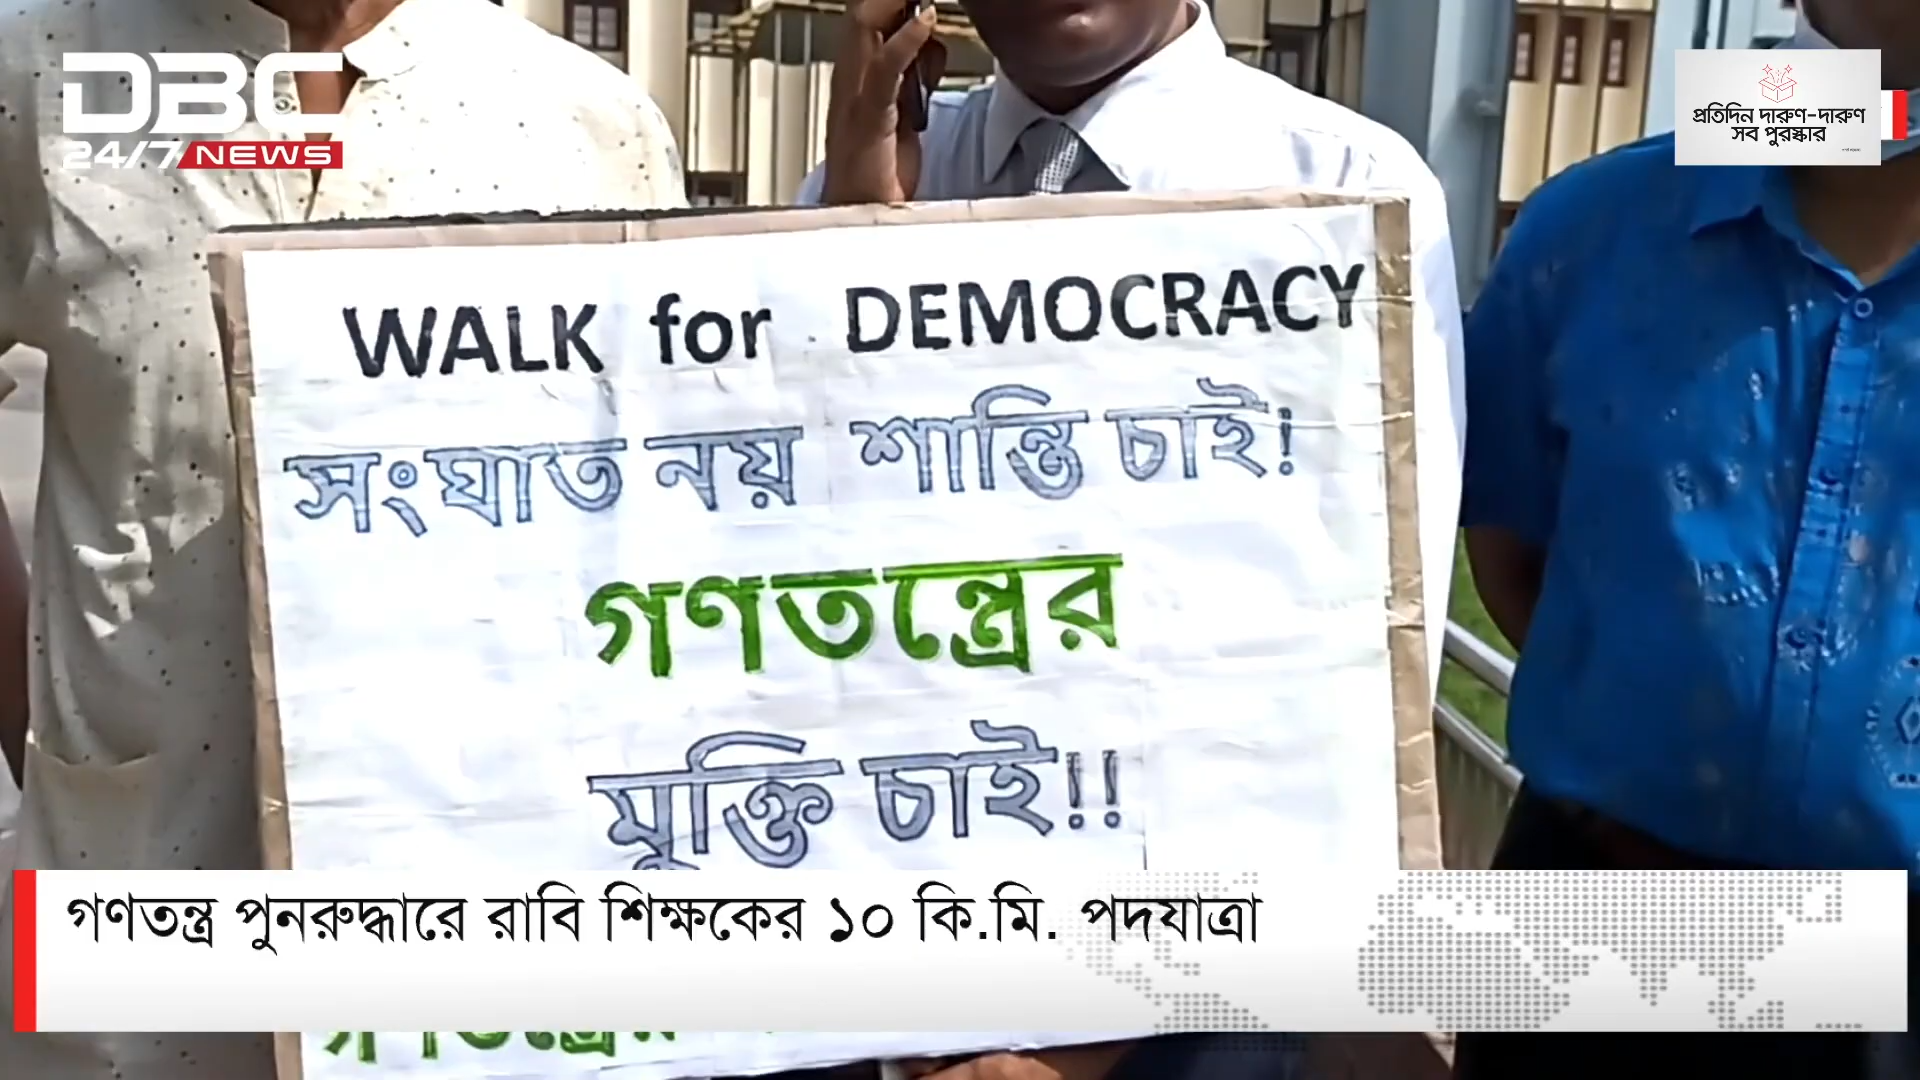 DBC
24/7 NEWS
প্রতিদিন দারুণ-দারুণ
সব পুরস্কার
WALK for DEMOCRACY
সংঘাত নয় শান্তি চাই!
গণতন্ত্রের
মুক্তি চাই!!
গণতন্ত্র পুনরুদ্ধারে রাবি শিক্ষকের ১০ কি.মি. পদযাত্রা